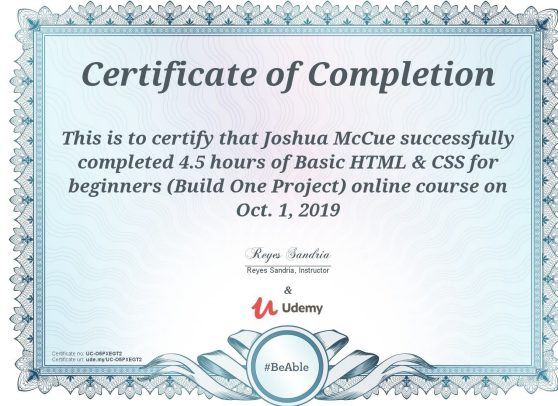 Certificate of Completion
This is to certify that Joshua McCue successfully
completed 4.5 hours of Basic HTML & CSS for
beginners (Build One Project) online course on
Oct. 1, 2019
Reyes Sandria
Reyes Sandria, Instructor
&
Udemy
Certificate no: UC-O5PXEGT2
Certificate url: ude.my/UC-O5PXEGT2
#BeAble